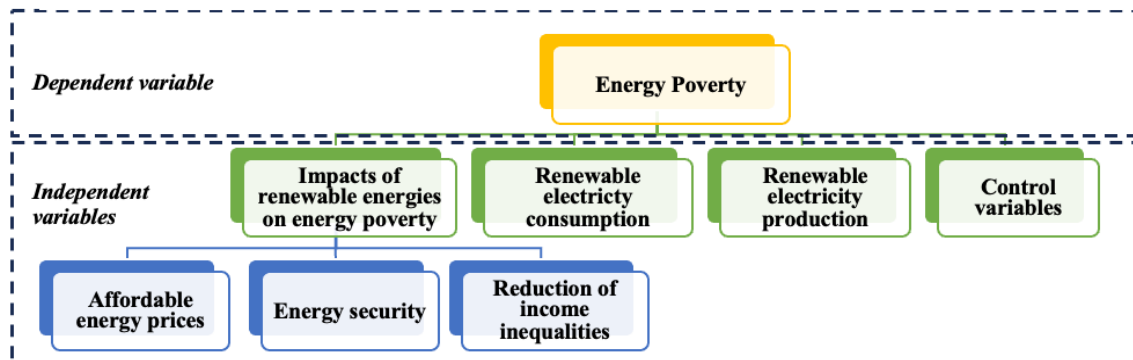 Dependent variable
Energy Poverty
Independent
variables
Impacts of
renewable energies
on energy poverty
Renewable
electricty
consumption
Renewable
electricity
production
Control
variables
Affordable
energy prices
Energy security
Reduction of
income
inequalities